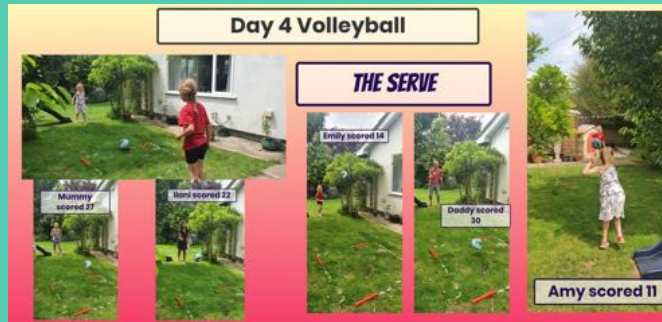 Day 4 Volleyball
THE SERVE
Mummy
scored 27
Ilani scored 22
Emily scored 14
Daddy scored
30
Amy scored 11